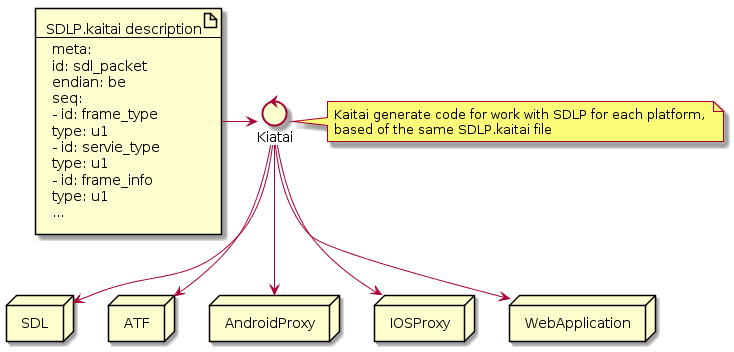 SDLP.kaitai description
meta:
id: sdl_packet
endian: be
seq:
- id: frame_type
type: u1
- id: servie_type
type: u1
- id: frame_info
type: u1
...
Kiatai
Kaitai generate code for work with SDLP for each platform,
based of the same SDLP.kaitai file
SDL
ATF
AndroidProxy
IOSProxy
WebApplication